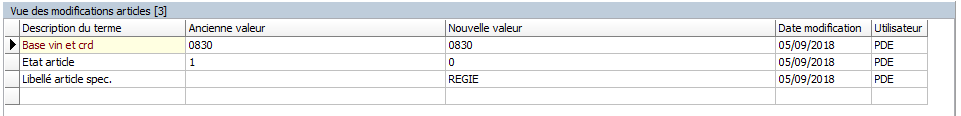 Vue des modifications articles [3]
Description du terme Ancienne valeur Nouvelle valeur Date modification Utilisateur
Base vin et crd 0830 0830 05/09/2018 PDE
Etat article 1 0 05/09/2018 PDE
Libellé article spec. REGIE 05/09/2018 PDE